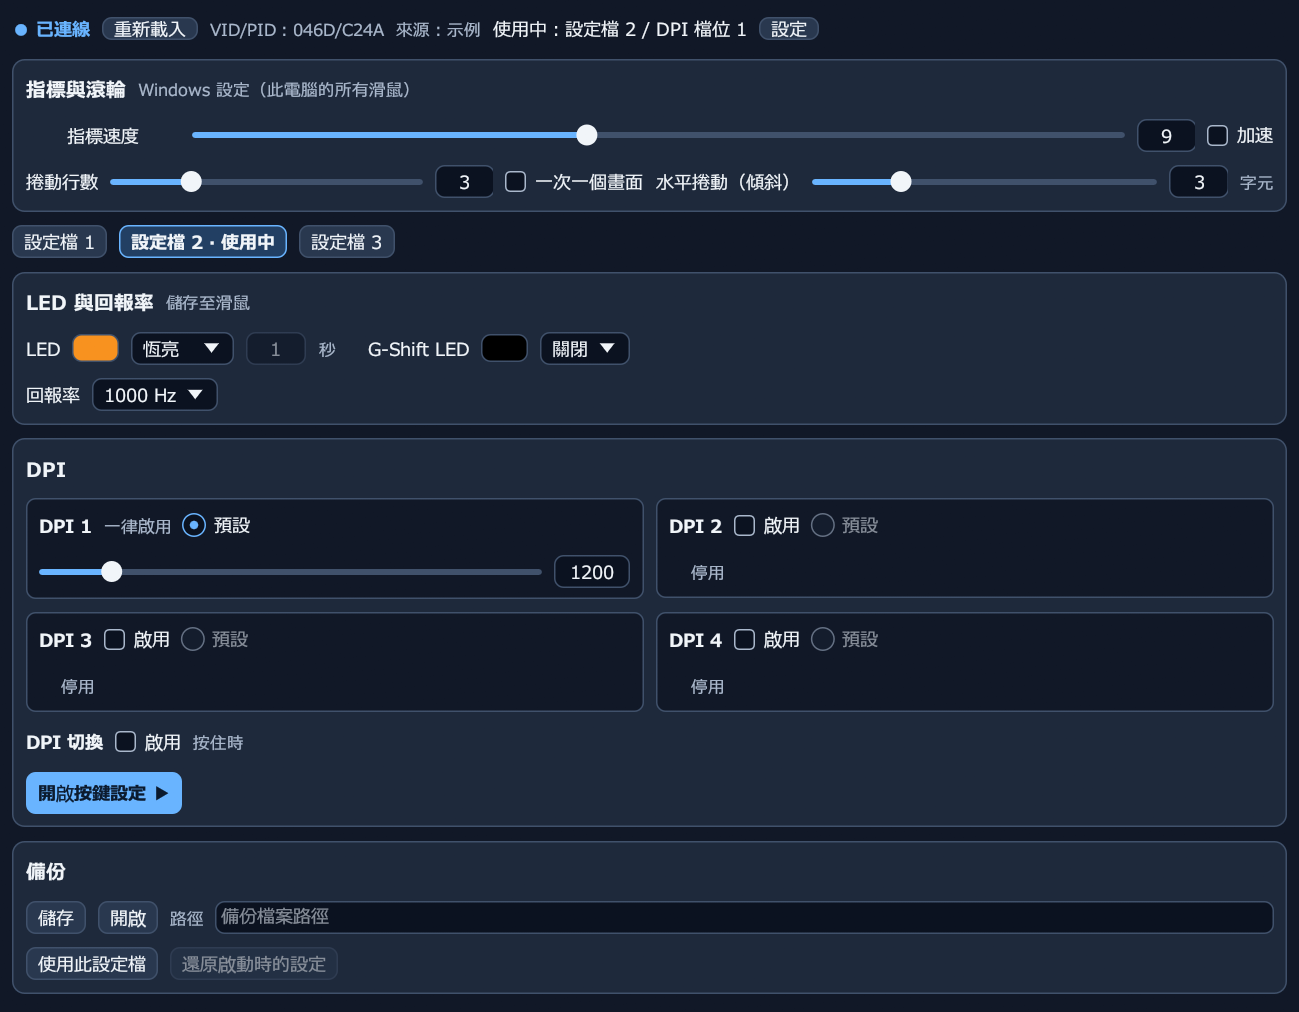 已連線 重新載入 VID/PID：046D/C24A 來源：示例 使用中：設定檔 2 / DPI 檔位 1 設定
指標與滾輪 Windows 設定（此電腦的所有滑鼠）
指標速度 9 加速
捲動行數 3 一次一個畫面 水平捲動（傾斜） 3 字元
設定檔 1 設定檔 2 · 使用中 設定檔 3
LED 與回報率 儲存至滑鼠
LED 恆亮 ▼ 1 秒 G-Shift LED 關閉 ▼
回報率 1000 Hz ▼
DPI
DPI 1 一律啟用 預設
1200
DPI 2 啟用 預設
停用
DPI 3 啟用 預設
停用
DPI 4 啟用 預設
停用
DPI 切換 啟用 按住時
開啟按鍵設定 ▶
備份
儲存 開啟 路徑 備份檔案路徑
使用此設定檔 還原啟動時的設定